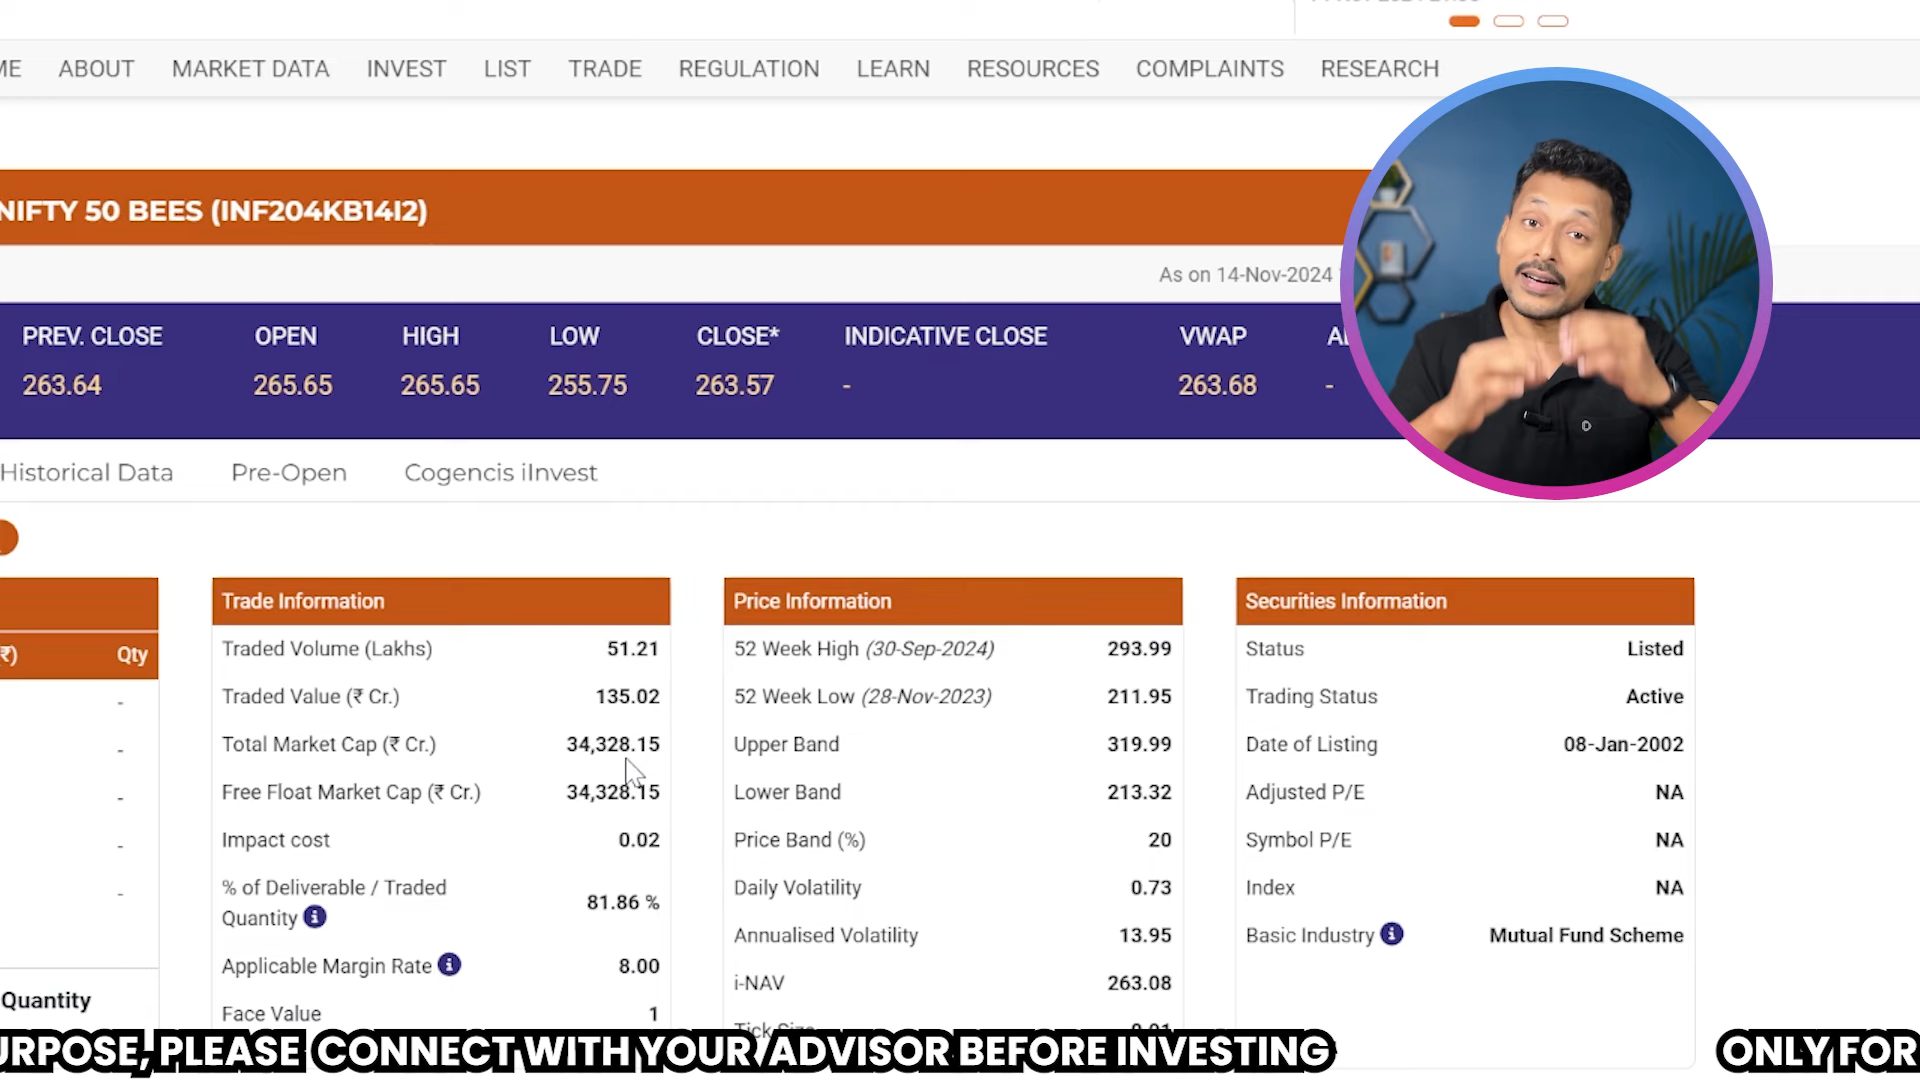 ABOUT MARKET DATA INVEST LIST TRADE REGULATION LEARN RESOURCES COMPLAINTS RESEARCH
NIFTY 50 BEES (INF204KB14I2)
As on 14-Nov-2024
PREV. CLOSE OPEN HIGH LOW CLOSE* INDICATIVE CLOSE VWAP
263.64 265.65 265.65 255.75 263.57 - 263.68 -
Historical Data Pre-Open Cogencis iInvest
(₹) Qty
- 
-
-
-
-
Quantity
Trade Information
Traded Volume (Lakhs) 51.21
Traded Value (₹ Cr.) 135.02
Total Market Cap (₹ Cr.) 34,328.15
Free Float Market Cap (₹ Cr.) 34,328.15
Impact cost 0.02
% of Deliverable / Traded
Quantity 81.86 %
Applicable Margin Rate 8.00
Face Value 1
Price Information
52 Week High (30-Sep-2024) 293.99
52 Week Low (28-Nov-2023) 211.95
Upper Band 319.99
Lower Band 213.32
Price Band (%) 20
Daily Volatility 0.73
Annualised Volatility 13.95
i-NAV 263.08
Securities Information
Status Listed
Trading Status Active
Date of Listing 08-Jan-2002
Adjusted P/E NA
Symbol P/E NA
Index NA
Basic Industry Mutual Fund Scheme
URPOSE, PLEASE CONNECT WITH YOUR ADVISOR BEFORE INVESTING ONLY FOR